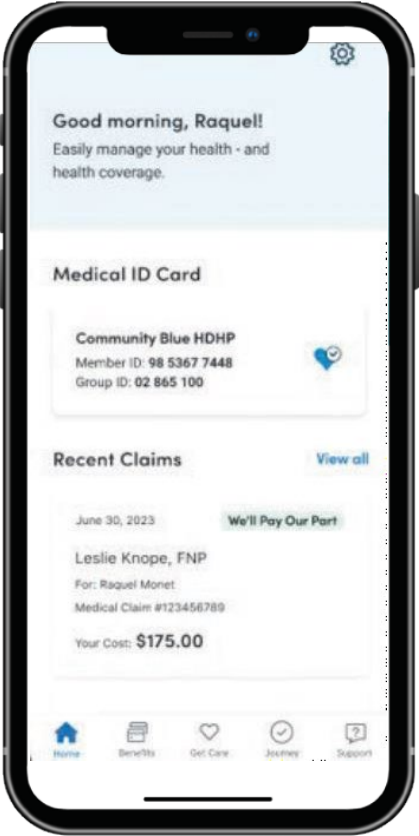 Good morning, Raquel!
Easily manage your health - and
health coverage.
Medical ID Card
Community Blue HDHP
Member ID: 98 5367 7448
Group ID: 02 865 100
Recent Claims
View all
June 30, 2023
We'll Pay Our Part
Leslie Knope, FNP
For: Raquel Monet
Medical Claim #123456789
Your Cost: $175.00
Home
Benefits
Get Care
Journey
Support